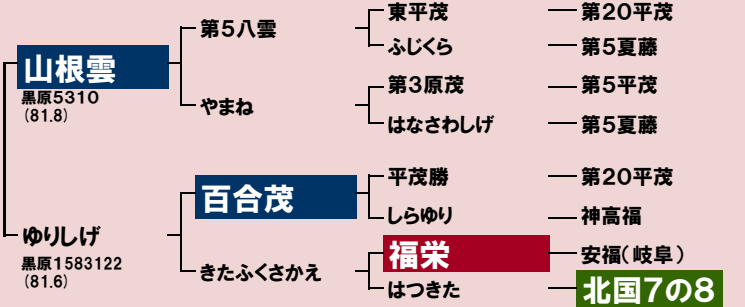 東平茂
第20平茂
第5八雲
ふじくら
第5夏藤
山根雲
黒原5310
(81.8)
第3原茂
第5平茂
やまね
はなさわしげ
第5夏藤
平茂勝
第20平茂
百合茂
しらゆり
神高福
ゆりしげ
黒原1583122
(81.6)
福栄
安福(岐阜)
きたふくさかえ
はつきた
北国7の8